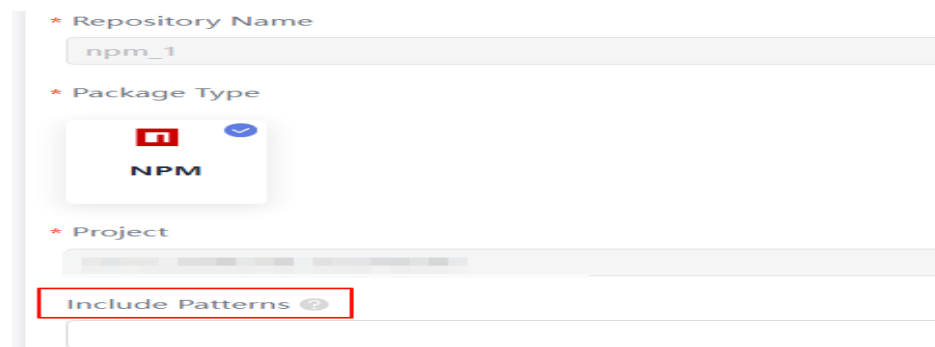 * Repository Name
npm_1
* Package Type
NPM
* Project
Include Patterns ?